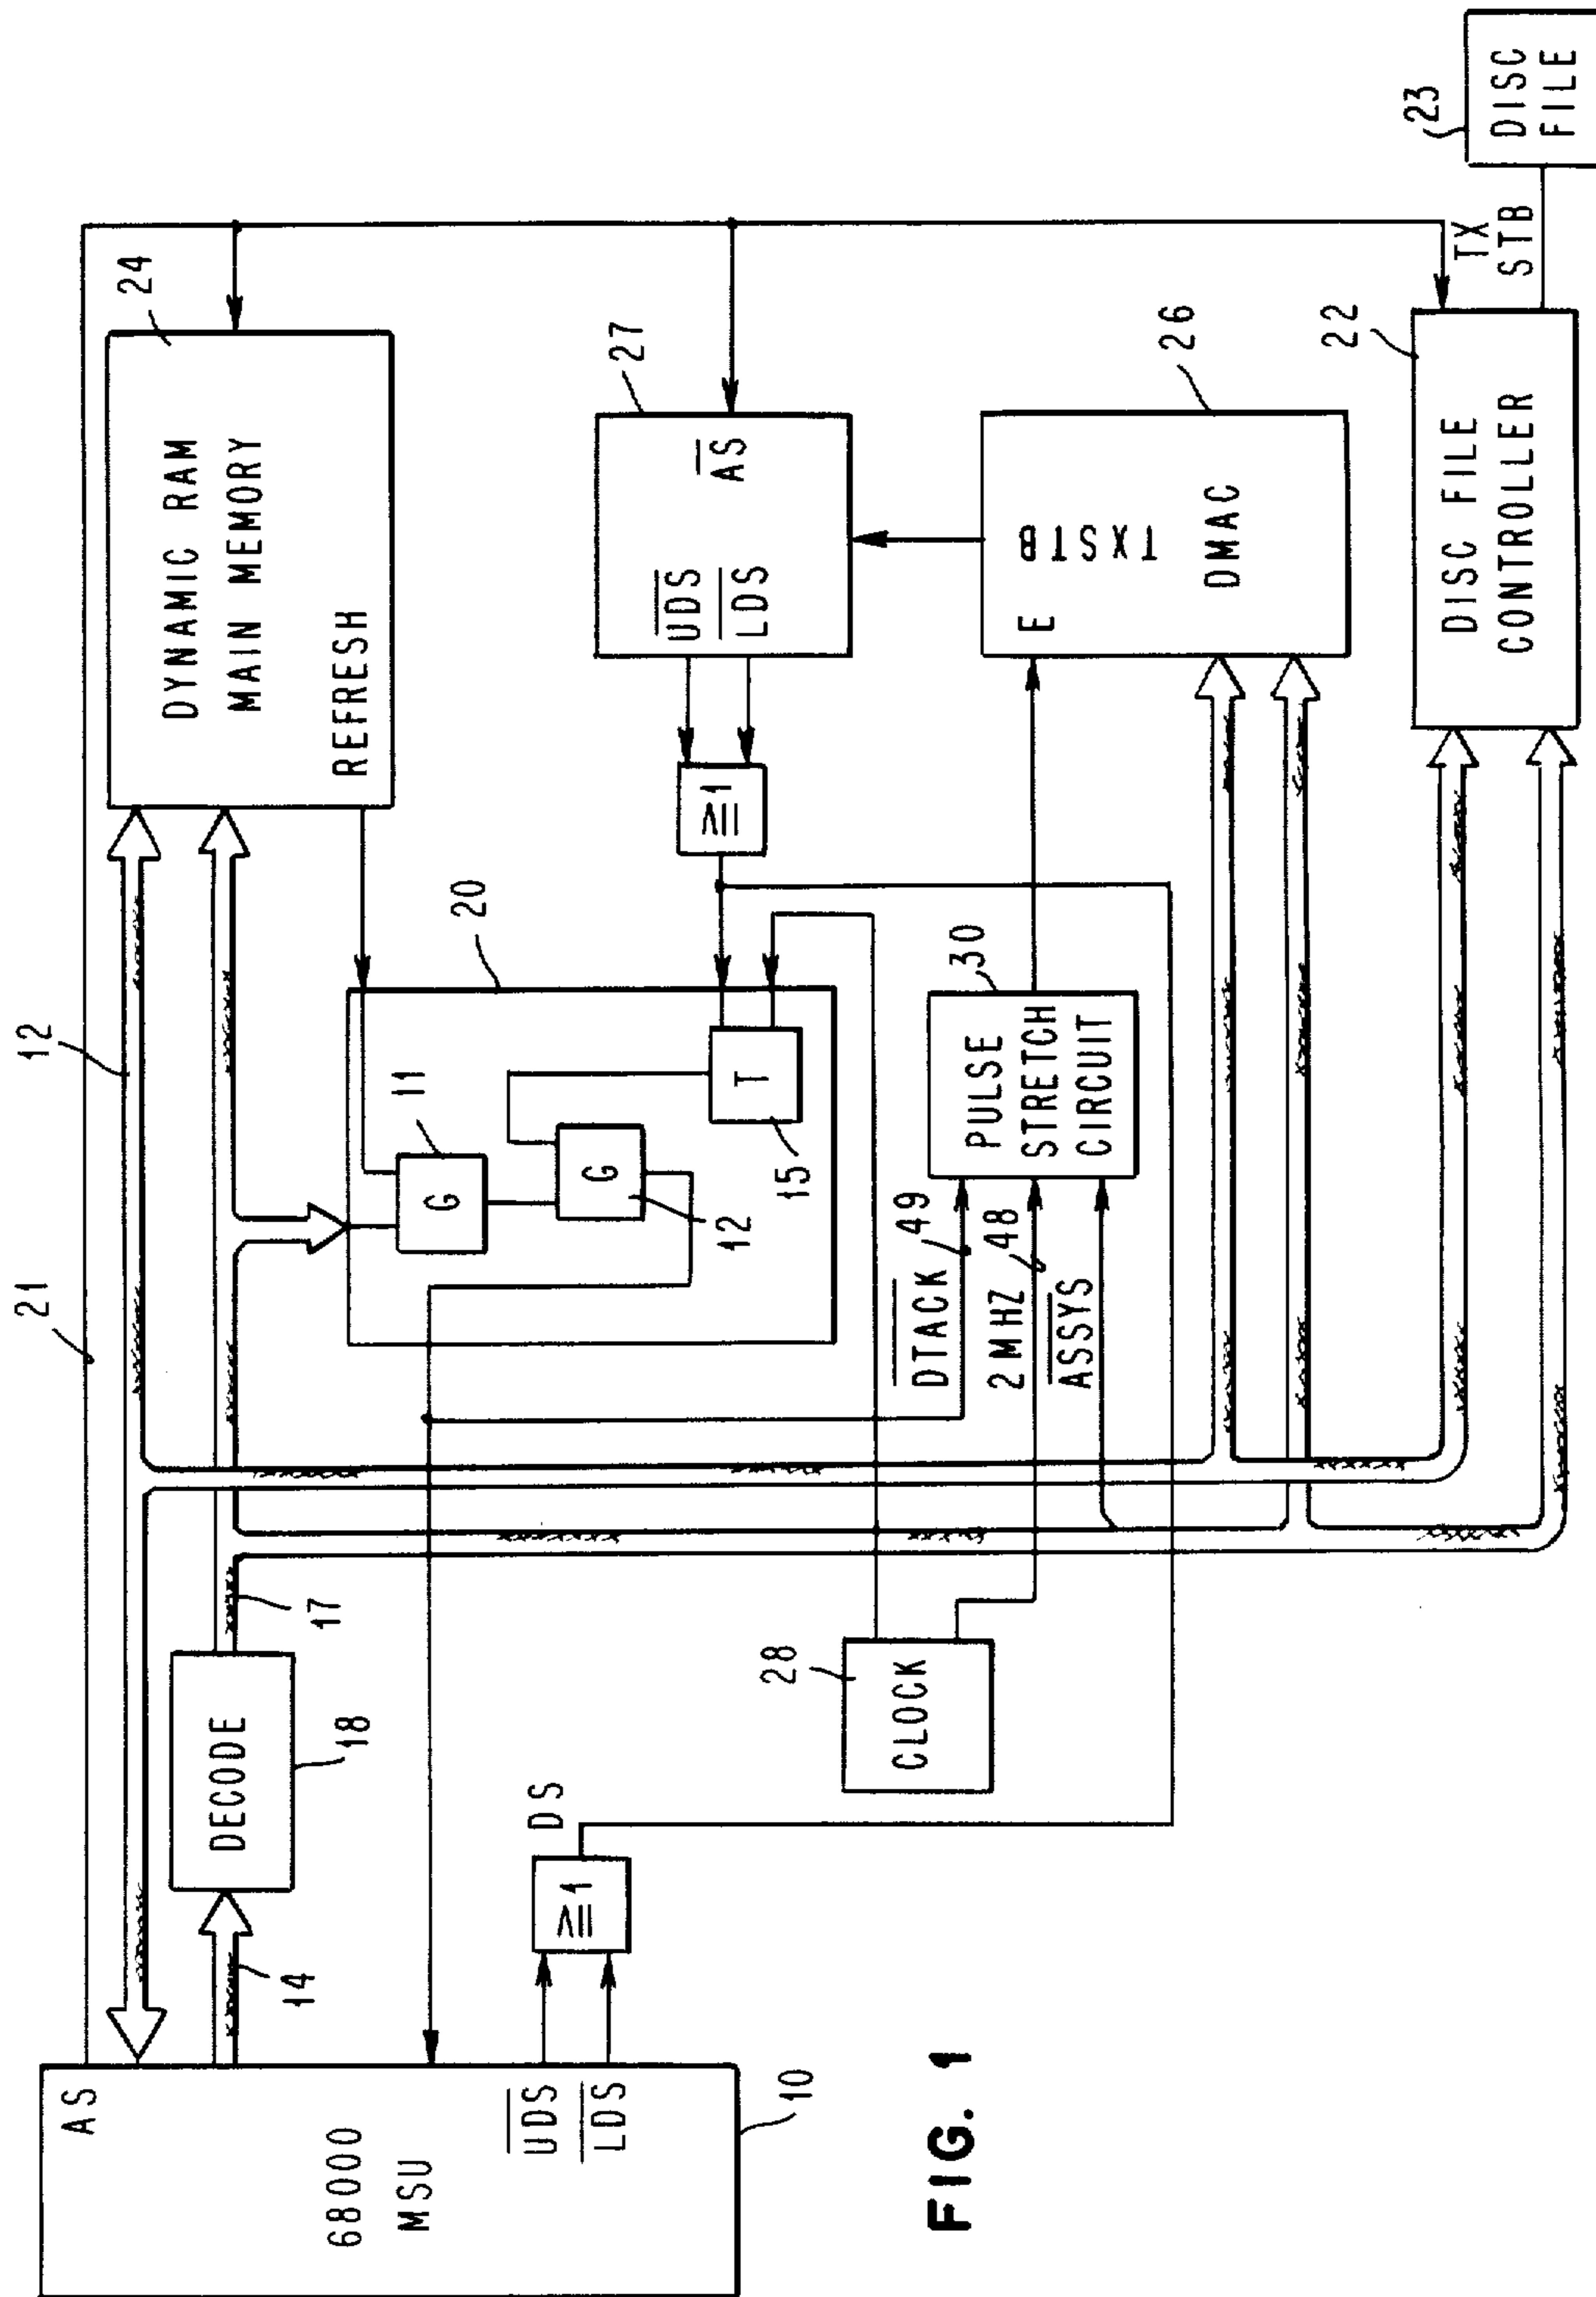 21
12
AS
68000
MSU
UDS
LDS
10
14
DECODE
18
17
DS
≧1
CLOCK
28
DYNAMIC RAM
MAIN MEMORY
REFRESH
24
20
11
G
G
12
T
15
DTACK
49
2 MHZ
48
ASSYS
PULSE
STRETCH
CIRCUIT
30
≧1
27
UDS
LDS
AS
E
TXSTB
DMAC
26
DISC FILE
CONTROLLER
22
TX
STB
23
DISC
FILE
FIG. 1